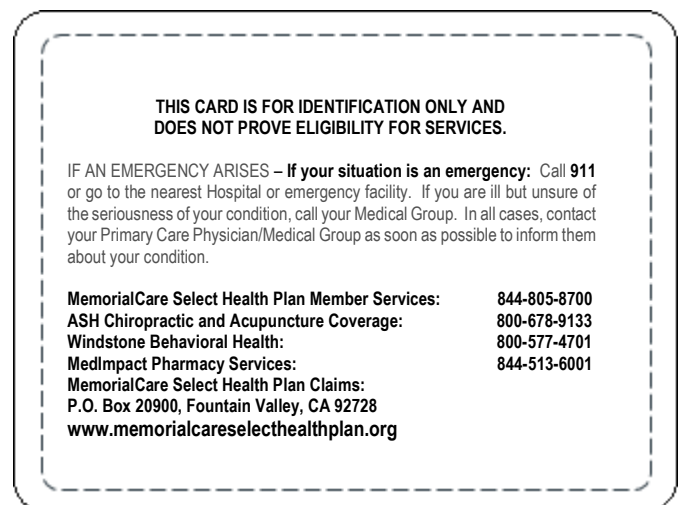 THIS CARD IS FOR IDENTIFICATION ONLY AND
DOES NOT PROVE ELIGIBILITY FOR SERVICES.
IF AN EMERGENCY ARISES – If your situation is an emergency: Call 911
or go to the nearest Hospital or emergency facility. If you are ill but unsure of
the seriousness of your condition, call your Medical Group. In all cases, contact
your Primary Care Physician/Medical Group as soon as possible to inform them
about your condition.
MemorialCare Select Health Plan Member Services: 844-805-8700
ASH Chiropractic and Acupuncture Coverage: 800-678-9133
Windstone Behavioral Health: 800-577-4701
MedImpact Pharmacy Services: 844-513-6001
MemorialCare Select Health Plan Claims:
P.O. Box 20900, Fountain Valley, CA 92728
www.memorialcareselecthealthplan.org